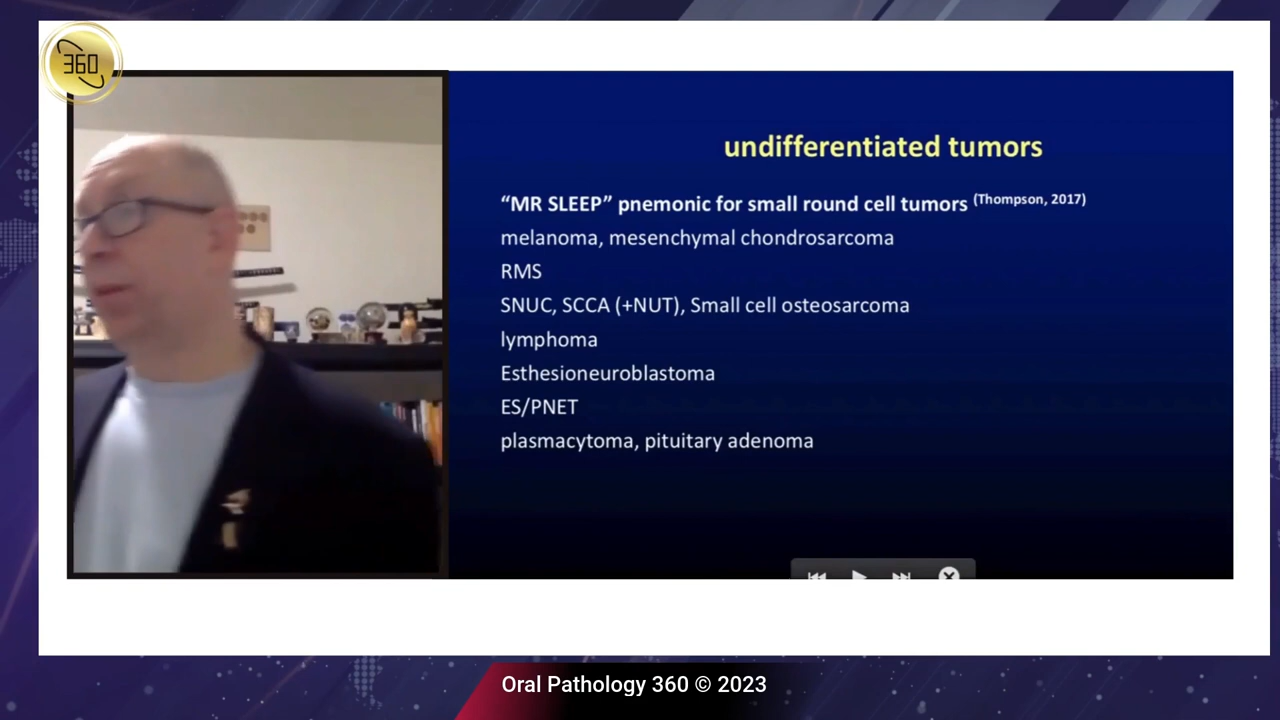 360
undifferentiated tumors
“MR SLEEP” pnemonic for small round cell tumors (Thompson, 2017)
melanoma, mesenchymal chondrosarcoma
RMS
SNUC, SCCA (+NUT), Small cell osteosarcoma
lymphoma
Esthesioneuroblastoma
ES/PNET
plasmacytoma, pituitary adenoma
Oral Pathology 360 © 2023